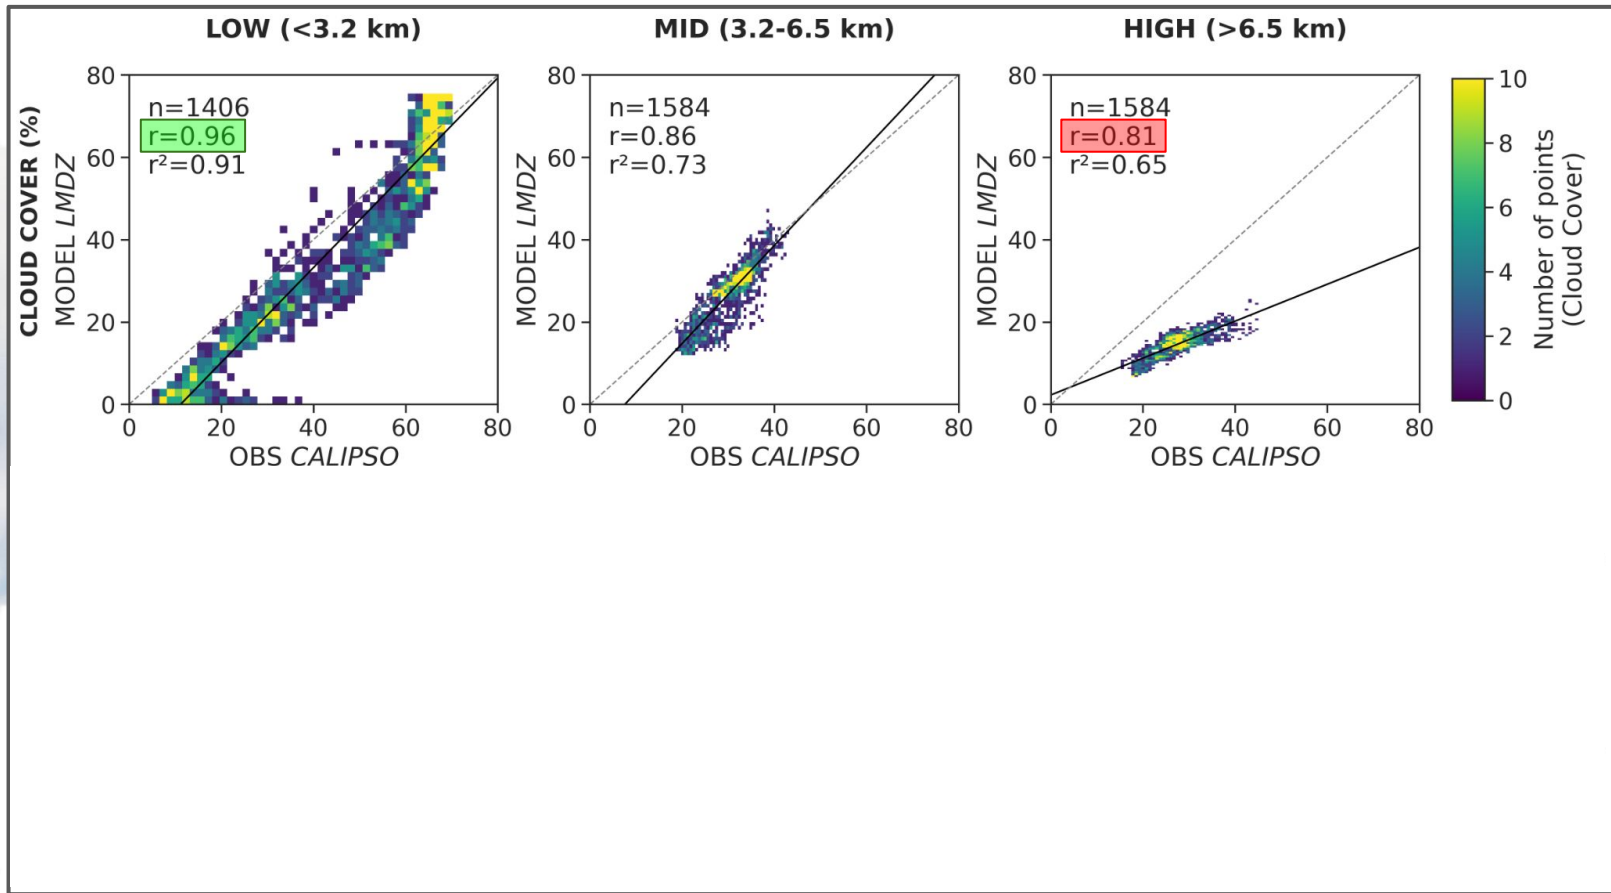 LOW (<3.2 km)
MID (3.2-6.5 km)
HIGH (>6.5 km)
CLOUD COVER (%)
MODEL LMDZ
80
60
40
20
0
n=1406
r=0.96
r²=0.91
0 20 40 60 80
OBS CALIPSO
MODEL LMDZ
80
60
40
20
0
n=1584
r=0.86
r²=0.73
0 20 40 60 80
OBS CALIPSO
MODEL LMDZ
80
60
40
20
0
n=1584
r=0.81
r²=0.65
0 20 40 60 80
OBS CALIPSO
10
8
6
4
2
0
Number of points
(Cloud Cover)